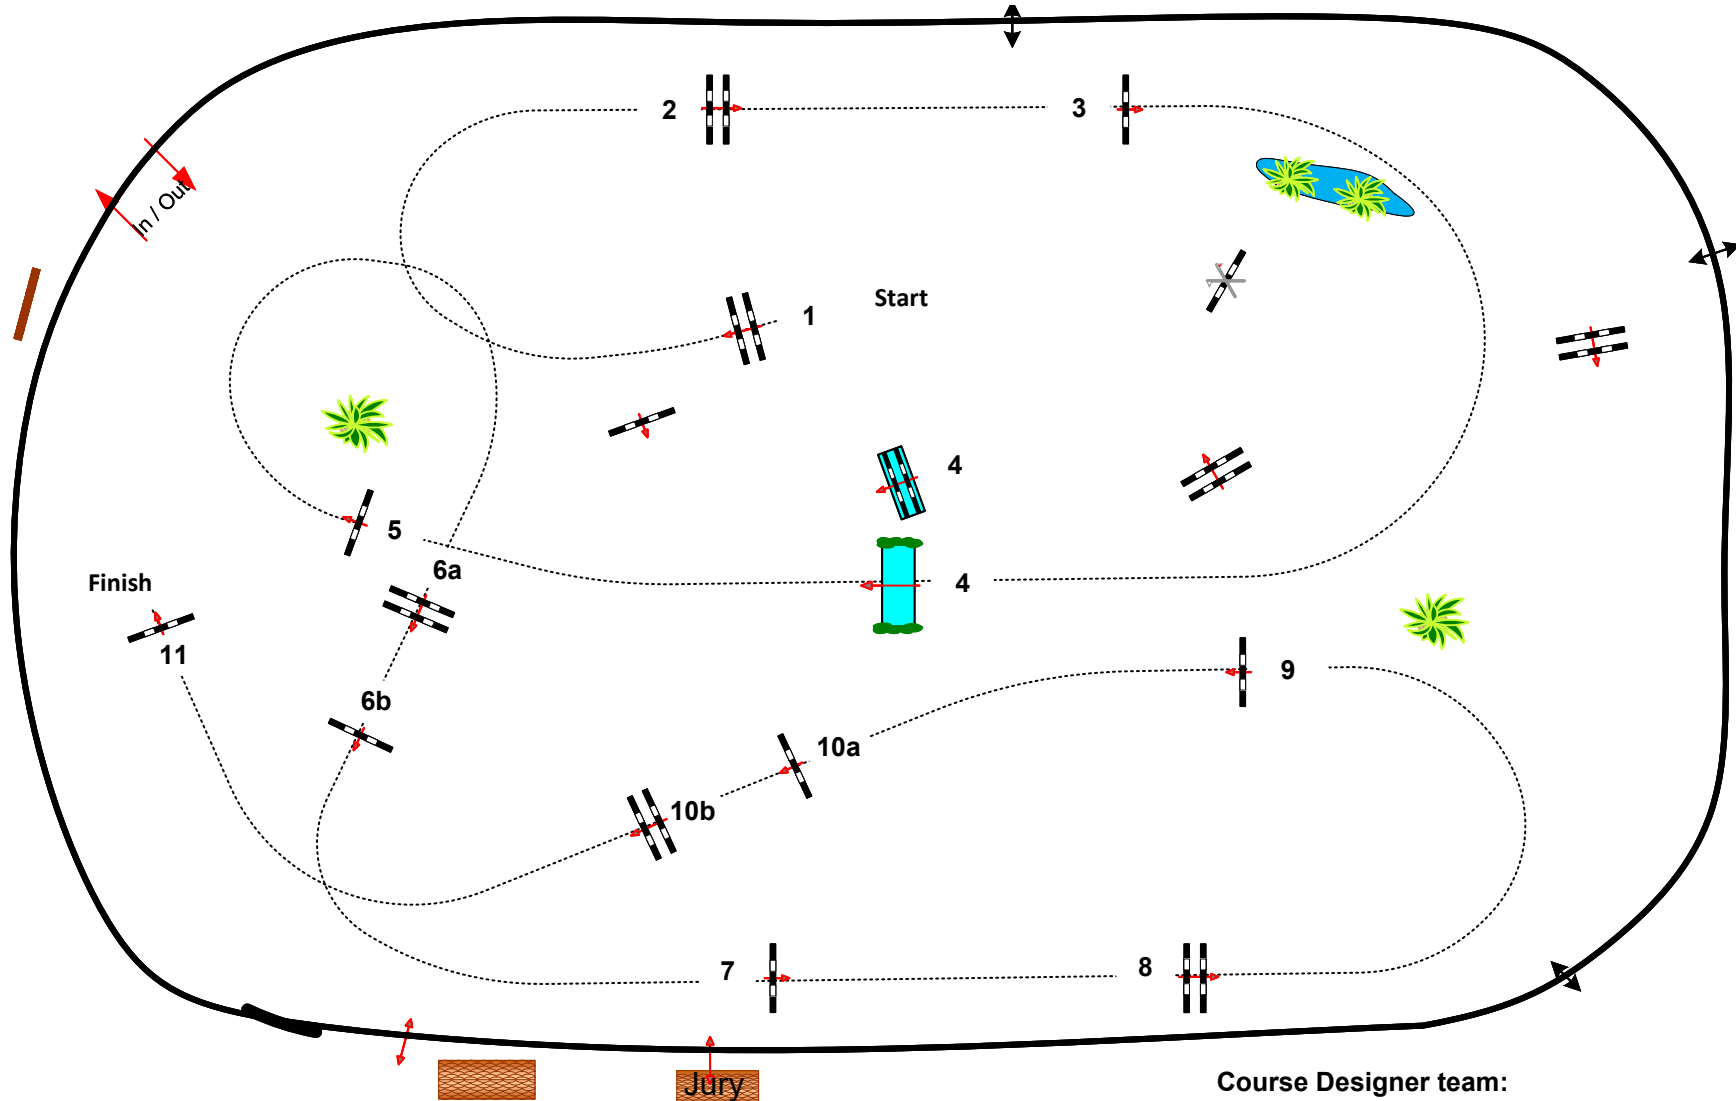 2
3
In / Out
Start
1
4
5
4
6a
Finish
11
9
6b
10a
10b
7
8
Jury
Course Designer team: